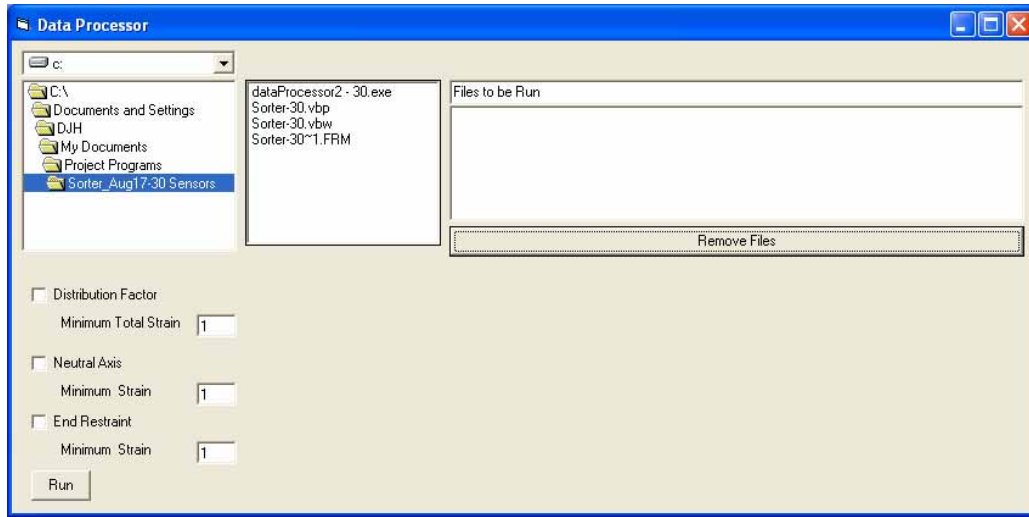 Data Processor
c:
C:\
Documents and Settings
DJH
My Documents
Project Programs
Sorter_Aug17-30 Sensors
dataProcessor2 - 30.exe
Sorter-30.vbp
Sorter-30.vbw
Sorter-30~1.FRM
Files to be Run
Remove Files
Distribution Factor
Minimum Total Strain 1
Neutral Axis
Minimum Strain 1
End Restraint
Minimum Strain 1
Run